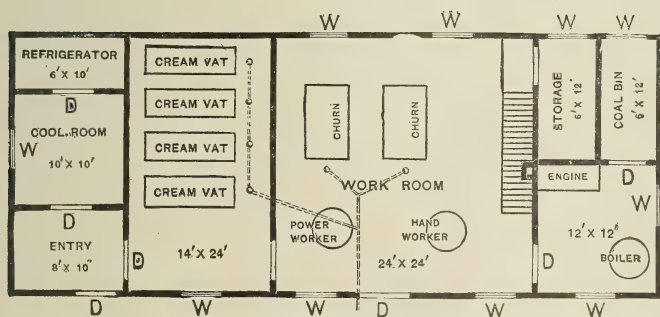 W
W
W
REFRIGERATOR
6' X 10'
D
COOL ROOM
10' X 10'
W
D
ENTRY
8' X 10"
D
CREAM VAT
CREAM VAT
CREAM VAT
CREAM VAT
14' X 24'
D
W
CHURN
CHURN
WORK ROOM
POWER
WORKER
HAND
WORKER
24' X 24'
W
D
W
STORAGE
6' X 12'
COAL BIN
6' X 12'
D
ENGINE
D
W
12' X 12'
D
BOILER
W